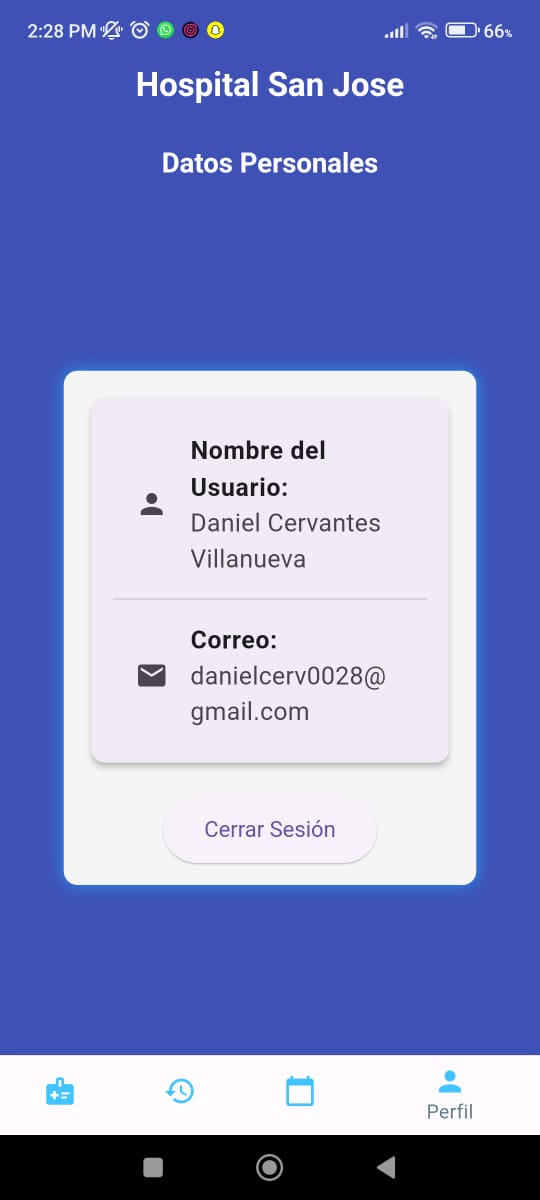 2:28 PM 66%
Hospital San Jose
Datos Personales
Nombre del
Usuario:
Daniel Cervantes
Villanueva
Correo:
danielcerv0028@
gmail.com
Cerrar Sesión
Perfil